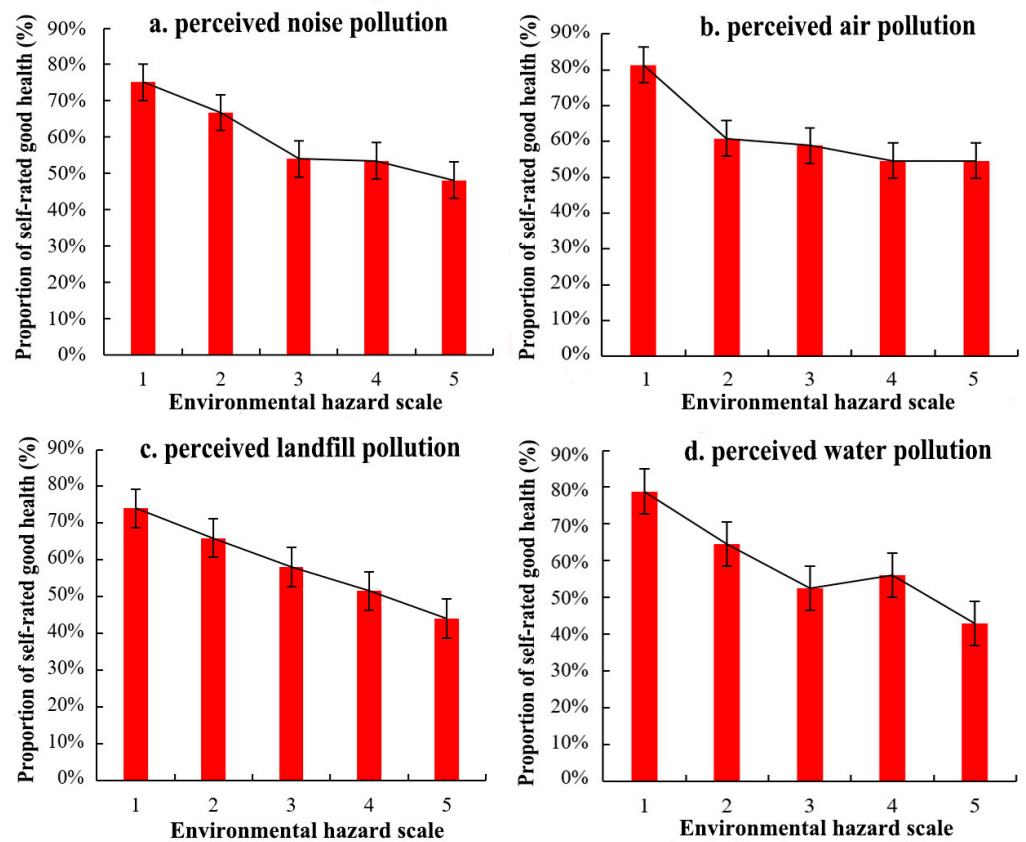 a. perceived noise pollution
Proportion of self-rated good health (%)
90%
80%
70%
60%
50%
40%
30%
20%
10%
0%
1 2 3 4 5
Environmental hazard scale
b. perceived air pollution
Proportion of self-rated good health (%)
90%
80%
70%
60%
50%
40%
30%
20%
10%
0%
1 2 3 4 5
Environmental hazard scale
c. perceived landfill pollution
Proportion of self-rated good health (%)
90%
80%
70%
60%
50%
40%
30%
20%
10%
0%
1 2 3 4 5
Environmental hazard scale
d. perceived water pollution
Proportion of self-rated good health (%)
90%
80%
70%
60%
50%
40%
30%
20%
10%
0%
1 2 3 4 5
Environmental hazard scale